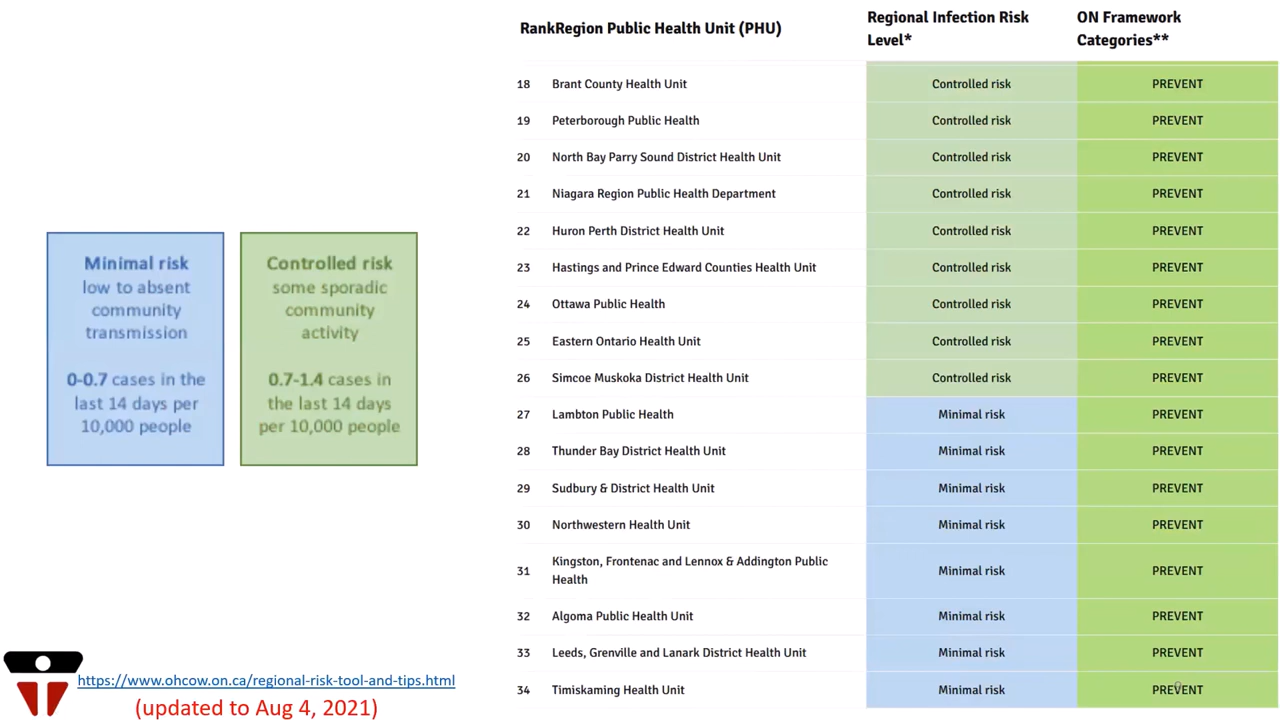 RankRegion Public Health Unit (PHU)
Regional Infection Risk
Level*
ON Framework
Categories**
18 Brant County Health Unit Controlled risk PREVENT
19 Peterborough Public Health Controlled risk PREVENT
20 North Bay Parry Sound District Health Unit Controlled risk PREVENT
21 Niagara Region Public Health Department Controlled risk PREVENT
22 Huron Perth District Health Unit Controlled risk PREVENT
23 Hastings and Prince Edward Counties Health Unit Controlled risk PREVENT
24 Ottawa Public Health Controlled risk PREVENT
25 Eastern Ontario Health Unit Controlled risk PREVENT
26 Simcoe Muskoka District Health Unit Controlled risk PREVENT
27 Lambton Public Health Minimal risk PREVENT
28 Thunder Bay District Health Unit Minimal risk PREVENT
29 Sudbury & District Health Unit Minimal risk PREVENT
30 Northwestern Health Unit Minimal risk PREVENT
31 Kingston, Frontenac and Lennox & Addington Public
Health Minimal risk PREVENT
32 Algoma Public Health Unit Minimal risk PREVENT
33 Leeds, Grenville and Lanark District Health Unit Minimal risk PREVENT
34 Timiskaming Health Unit Minimal risk PREVENT
Minimal risk
low to absent
community
transmission
0-0.7 cases in the
last 14 days per
10,000 people
Controlled risk
some sporadic
community
activity
0.7-1.4 cases in
the last 14 days
per 10,000 people
https://www.ohcow.on.ca/regional-risk-tool-and-tips.html
(updated to Aug 4, 2021)